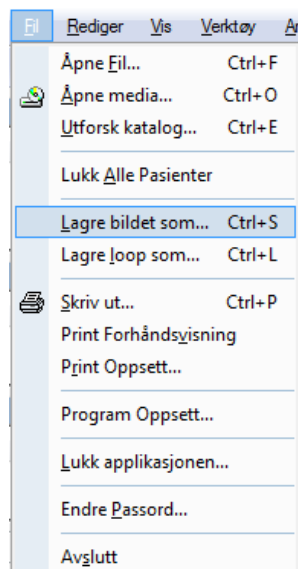 Fil Rediger Vis Verktøy
Åpne Fil... Ctrl+F
Åpne media... Ctrl+O
Utforsk katalog... Ctrl+E
Lukk Alle Pasienter
Lagre bildet som... Ctrl+S
Lagre loop som... Ctrl+L
Skriv ut... Ctrl+P
Print Forhåndsvisning
Print Oppsett...
Program Oppsett...
Lukk applikasjonen...
Endre Passord...
Avslutt